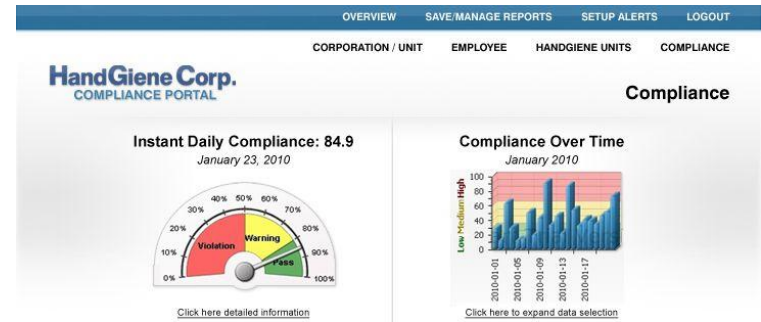 OVERVIEW SAVE/MANAGE REPORTS SETUP ALERTS LOGOUT
CORPORATION / UNIT EMPLOYEE HANDGIENE UNITS COMPLIANCE
HandGiene Corp.
COMPLIANCE PORTAL
Compliance
Instant Daily Compliance: 84.9
January 23, 2010
0%
10%
20%
30%
40%
50%
60%
70%
80%
90%
100%
Violation
Warning
Pass
Click here detailed information
Compliance Over Time
January 2010
Low Medium High
100
80
60
40
20
0
2010-01-01
2010-01-05
2010-01-09
2010-01-13
2010-01-17
Click here to expand data selection